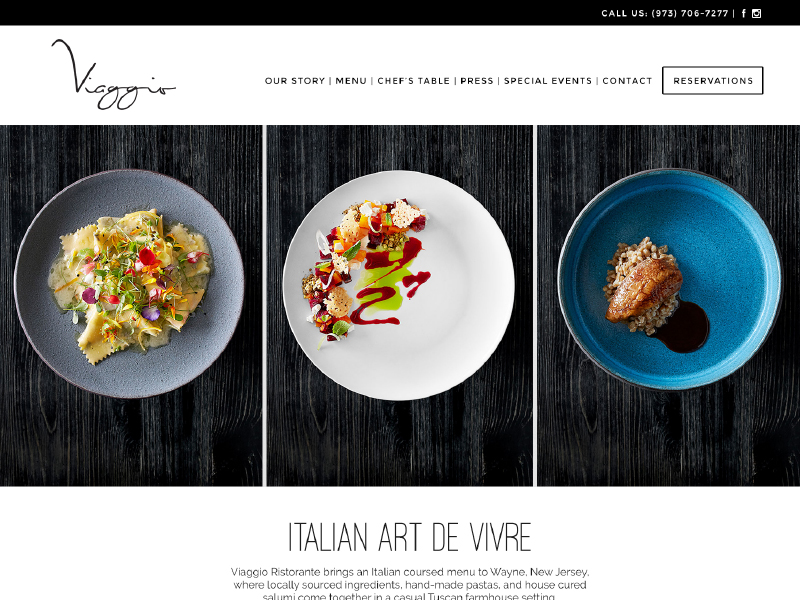 CALL US: (973) 706-7277 |
Viaggio
OUR STORY | MENU | CHEF'S TABLE | PRESS | SPECIAL EVENTS | CONTACT
RESERVATIONS
ITALIAN ART DE VIVRE
Viaggio Ristorante brings an Italian coursed menu to Wayne, New Jersey,
where locally sourced ingredients, hand-made pastas, and house cured
salumi come together in a casual Tuscan farmhouse setting.